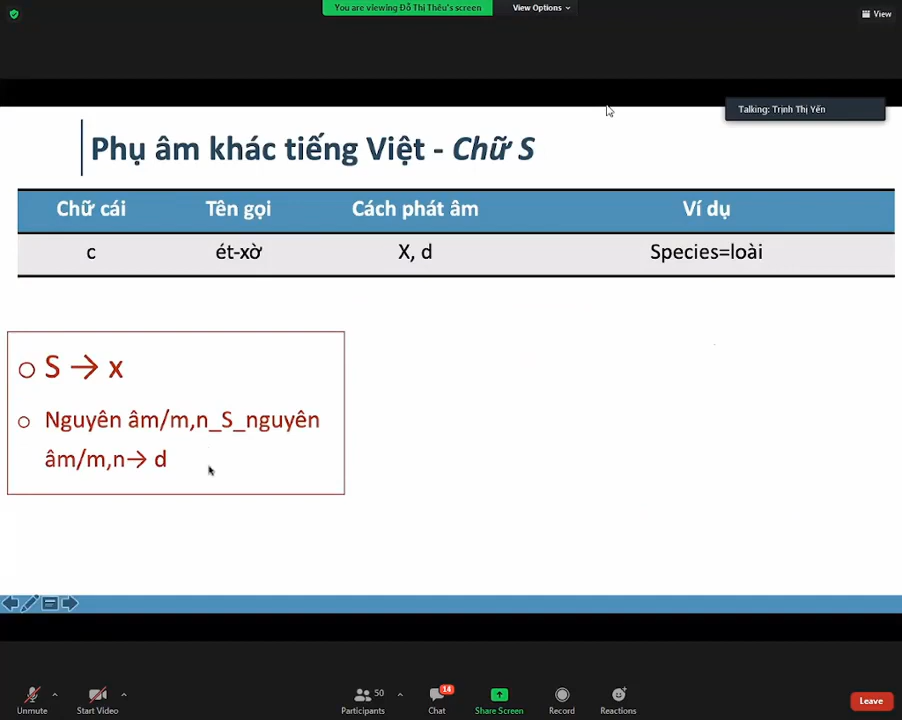 You are viewing Đỗ Thị Thêu's screen
View Options
View
Talking: Trịnh Thị Yến
Phụ âm khác tiếng Việt - Chữ S
Chữ cái Tên gọi Cách phát âm Ví dụ
c ét-xờ X, d Species=loài
S → x
Nguyên âm/m,n_S_nguyên
âm/m,n→ d
50
14
Unmute Start Video Participants Chat Share Screen Record Reactions Leave